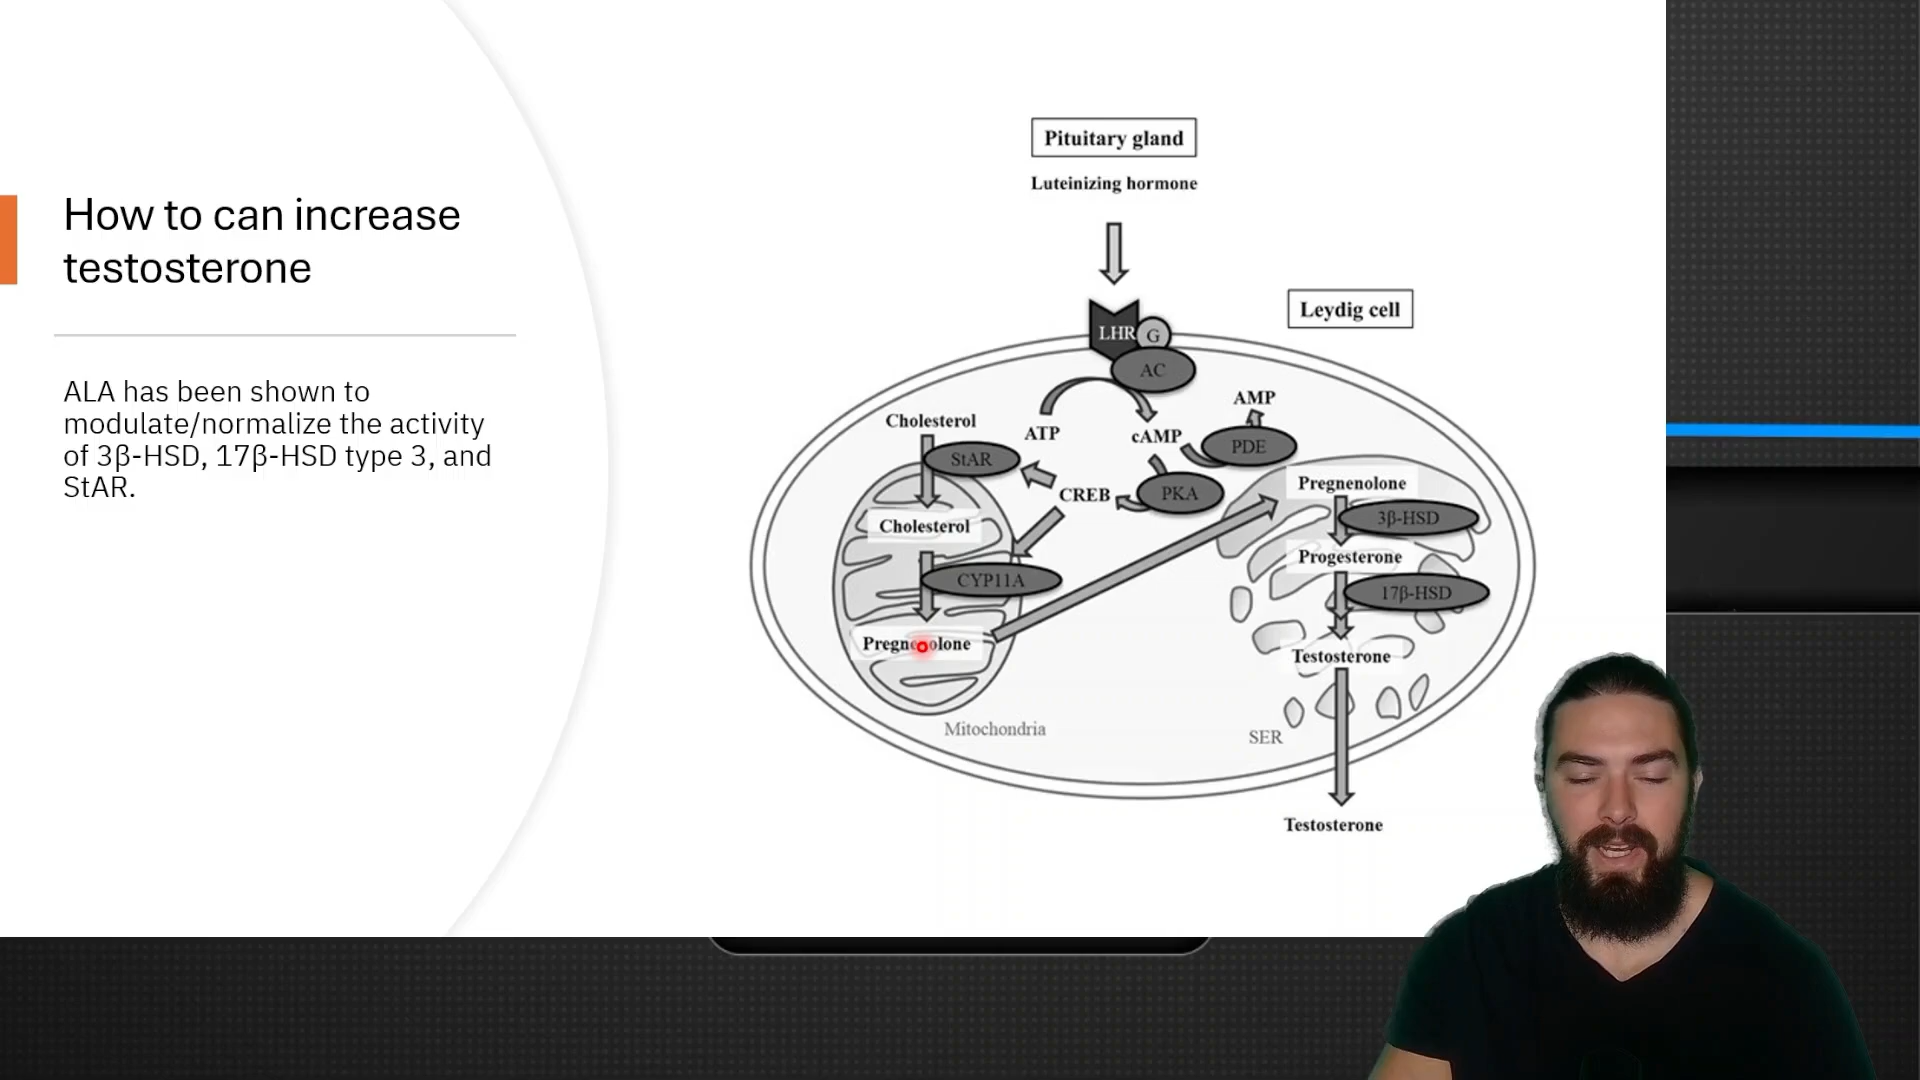 How to can increase
testosterone
ALA has been shown to
modulate/normalize the activity
of 3β-HSD, 17β-HSD type 3, and
StAR.
Pituitary gland
Luteinizing hormone
Leydig cell
LHR
G
AC
AMP
Cholesterol
ATP
cAMP
PDE
StAR
CREB
PKA
Pregnenolone
3β-HSD
Cholesterol
Progesterone
CYP11A
17β-HSD
Pregnenolone
Testosterone
Mitochondria
SER
Testosterone